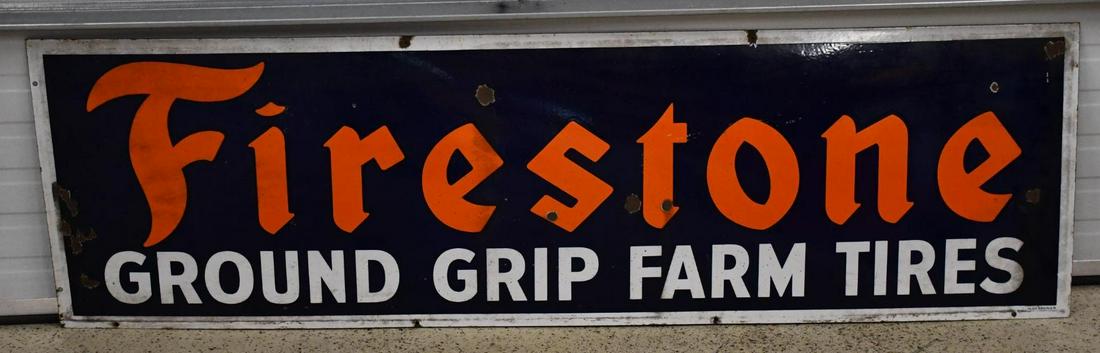 Firestone
GROUND GRIP FARM TIRES